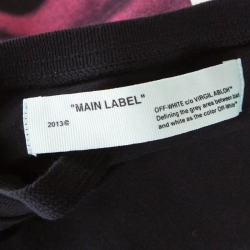 "MAIN LABEL"
2013©
OFF-WHITE c/o VIRGIL ABLOH™
Defining the grey area between
and white as the color Off-White™